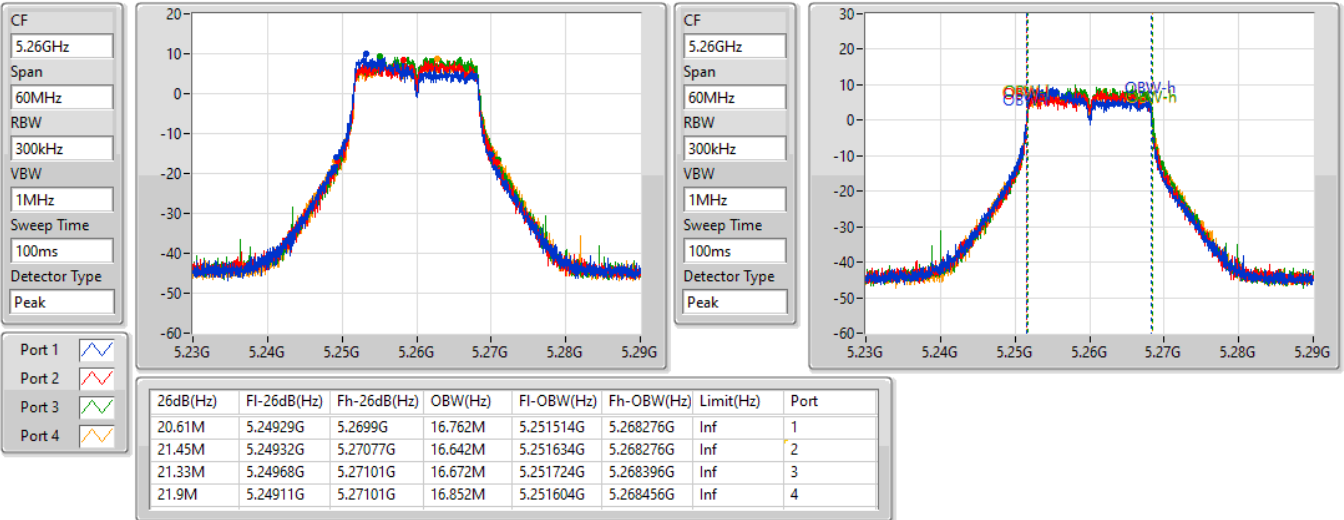 CF
5.26GHz
Span
60MHz
RBW
300kHz
VBW
1MHz
Sweep Time
100ms
Detector Type
Peak
20
10
0
-10
-20
-30
-40
-50
-60
5.23G 5.24G 5.25G 5.26G 5.27G 5.28G 5.29G
CF
5.26GHz
Span
60MHz
RBW
300kHz
VBW
1MHz
Sweep Time
100ms
Detector Type
Peak
30
20
10
0
-10
-20
-30
-40
-50
-60
OBW-h
5.23G 5.24G 5.25G 5.26G 5.27G 5.28G 5.29G
Port 1
Port 2
Port 3
Port 4
26dB(Hz) Fl-26dB(Hz) Fh-26dB(Hz) OBW(Hz) Fl-OBW(Hz) Fh-OBW(Hz) Limit(Hz) Port
20.61M 5.24929G 5.2699G 16.762M 5.251514G 5.268276G Inf 1
21.45M 5.24932G 5.27077G 16.642M 5.251634G 5.268276G Inf 2
21.33M 5.24968G 5.27101G 16.672M 5.251724G 5.268396G Inf 3
21.9M 5.24911G 5.27101G 16.852M 5.251604G 5.268456G Inf 4